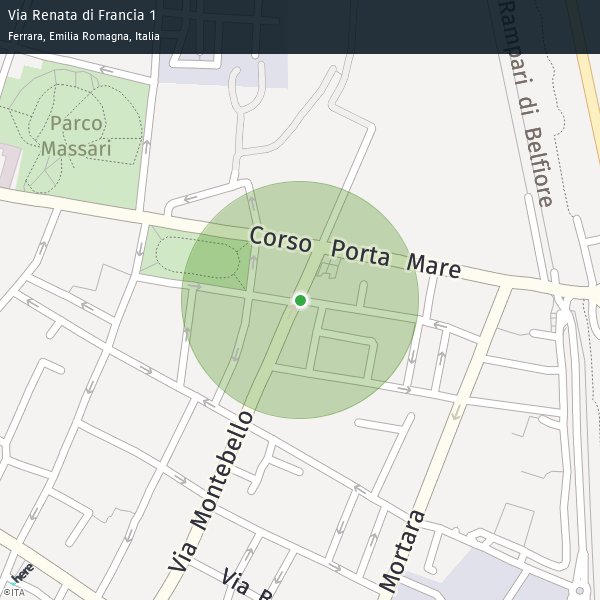 Via Renata di Francia 1
Ferrara, Emilia Romagna, Italia
Rampari di Belfiore
Parco
Massari
Corso Porta Mare
Via Montebello
Mortara
Via
here
©ITA